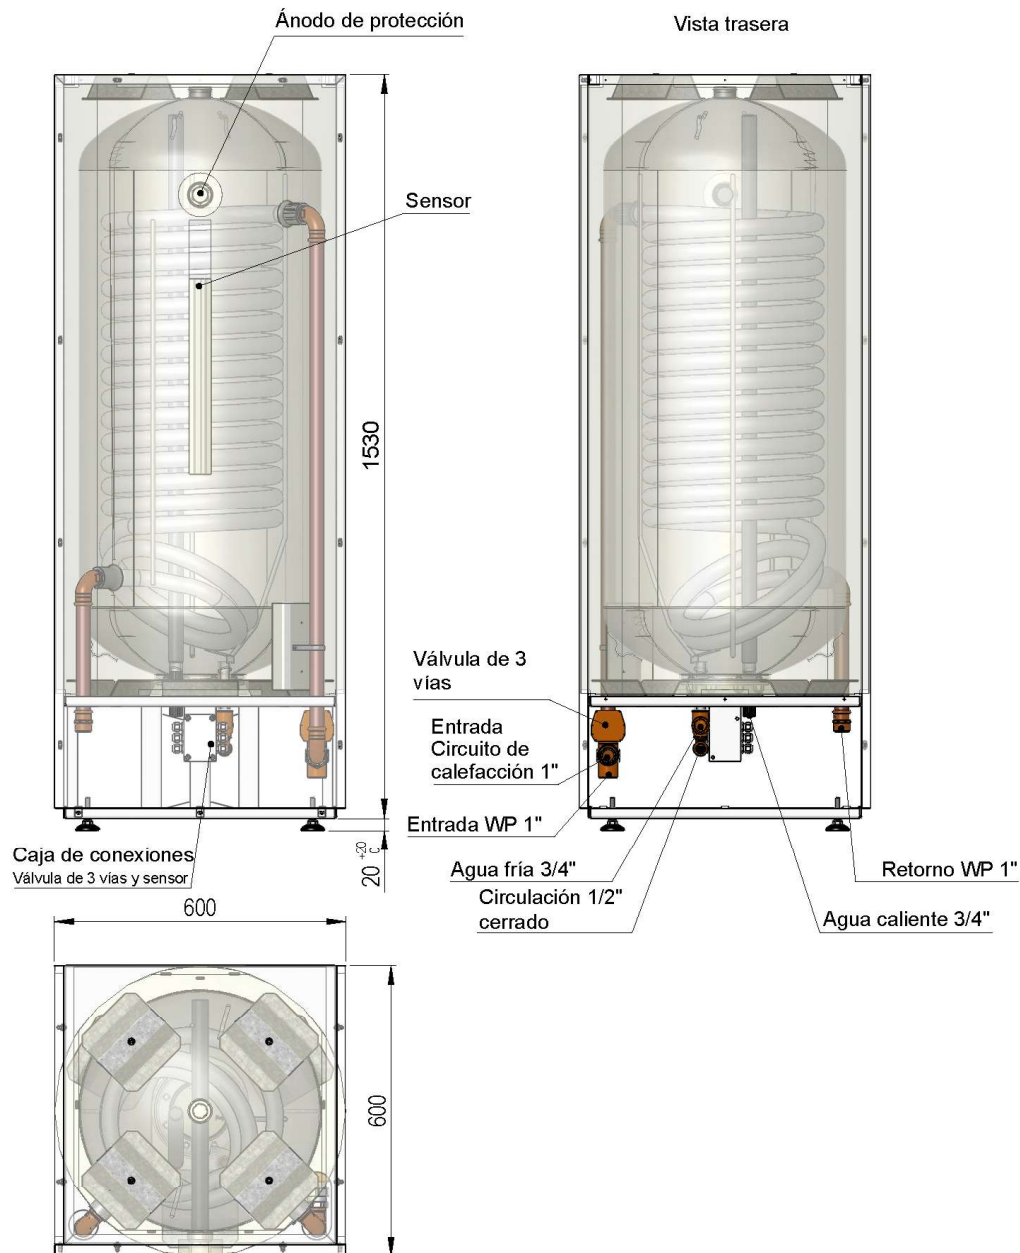 Ánodo de protección
Vista trasera
Sensor
1530
Válvula de 3
vías
Entrada
Circuito de
calefacción 1"
Entrada WP 1"
20 +20
C
Caja de conexiones
Válvula de 3 vías y sensor
Agua fría 3/4"
Circulación 1/2"
cerrado
Retorno WP 1"
Agua caliente 3/4"
600
600